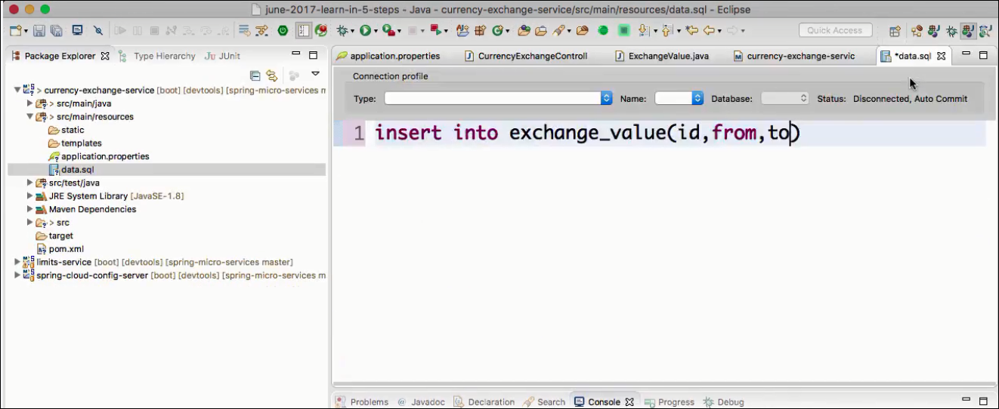 june-2017-learn-in-5-steps - Java - currency-exchange-service/src/main/resources/data.sql - Eclipse
Quick Access
Package Explorer Type Hierarchy Ju JUnit
application.properties CurrencyExchangeControll ExchangeValue.java currency-exchange-servic *data.sql
Connection profile
Type: Name: Database: Status: Disconnected, Auto Commit
1 insert into exchange_value(id,from,to)
> currency-exchange-service [boot] [devtools] [spring-micro-services m
> src/main/java
> src/main/resources
static
templates
application.properties
data.sql
src/test/java
JRE System Library [JavaSE-1.8]
Maven Dependencies
> src
target
pom.xml
limits-service [boot] [devtools] [spring-micro-services master]
spring-cloud-config-server [boot] [devtools] [spring-micro-services m
Problems @ Javadoc Declaration Search Console Progress Debug